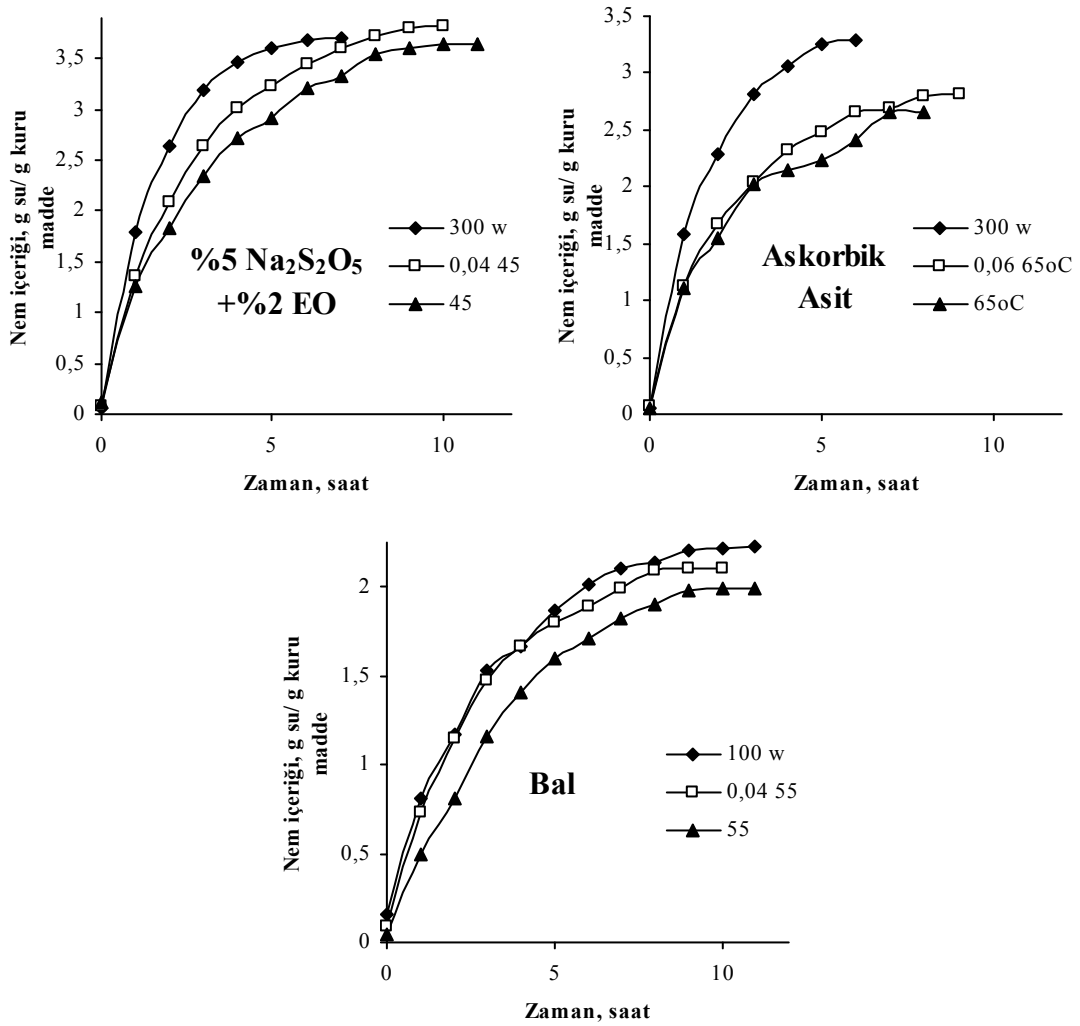 3,5
3
2,5
2
1,5
1
0,5
0
Nem içeriği, g su/ g kuru
madde
%5 Na₂S₂O₅
+%2 EO
300 w
0,04 45
45
0
5
10
Zaman, saat
3,5
3
2,5
2
1,5
1
0,5
0
Nem içeriği, g su/ g kuru
madde
Askorbik
Asit
300 w
0,06 65oC
65oC
0
5
10
Zaman, saat
2
1,5
1
0,5
0
Nem içeriği, g su/ g kuru
madde
Bal
100 w
0,04 55
55
0
5
10
Zaman, saat